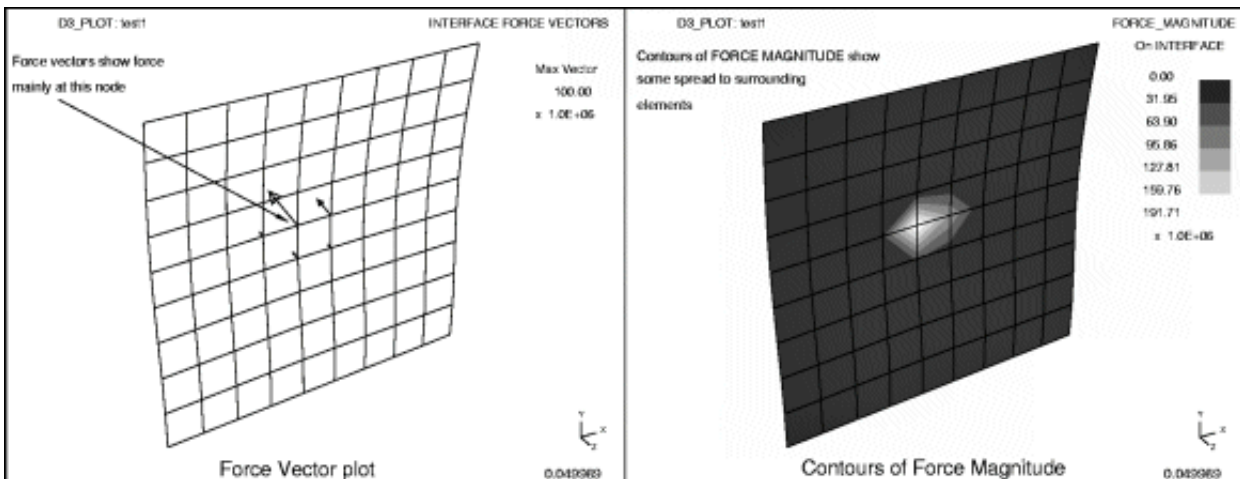 D3_PLOT: test1
INTERFACE FORCE VECTORS
Force vectors show force
mainly at this node
Max Vector
100.00
x 1.0E+06
Y
X
Z
Force Vector plot
0.049989
D3_PLOT: test1
FORCE_MAGNITUDE
On INTERFACE
Contours of FORCE MAGNITUDE show
some spread to surrounding
elements
0.00
31.95
63.90
95.86
127.81
159.76
191.71
x 1.0E+06
Y
X
Z
Contours of Force Magnitude
0.049989